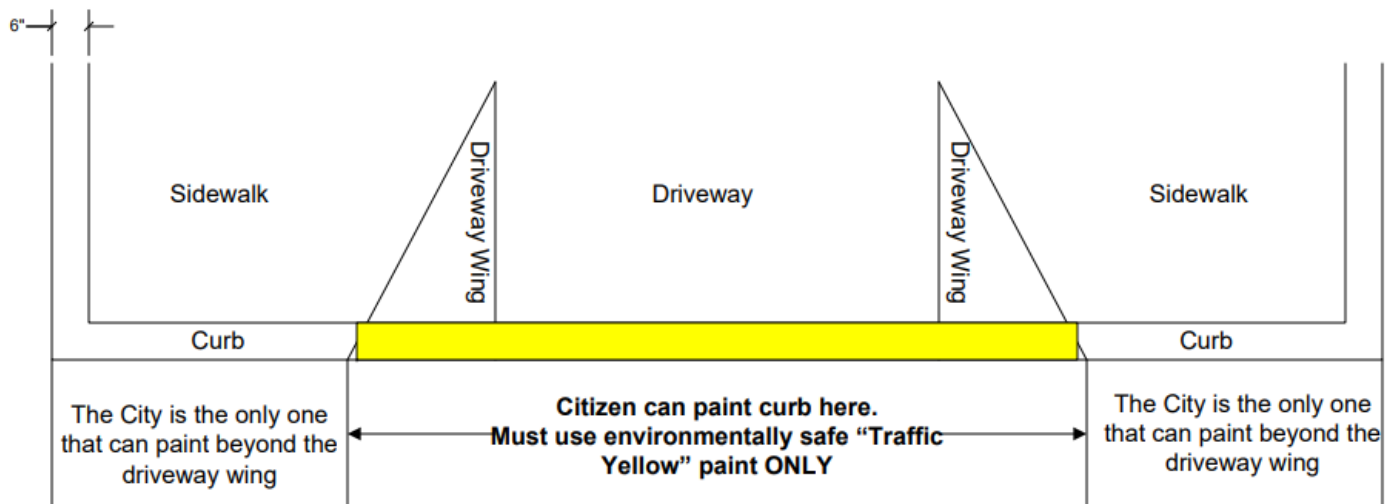 6"
Sidewalk
Driveway Wing
Driveway
Driveway Wing
Sidewalk
Curb
Curb
The City is the only one
that can paint beyond the
driveway wing
Citizen can paint curb here.
Must use environmentally safe “Traffic
Yellow” paint ONLY
The City is the only one
that can paint beyond the
driveway wing